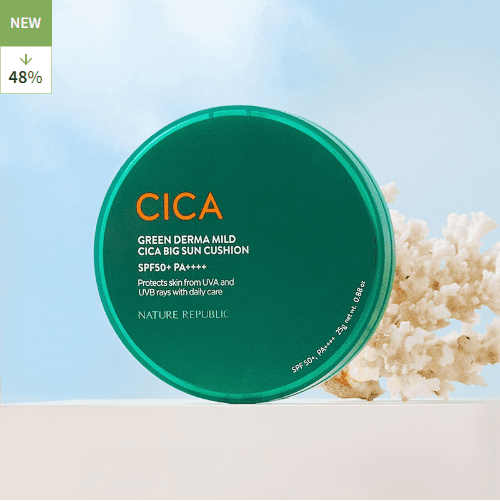 NEW
↓
48%
CICA
GREEN DERMA MILD
CICA BIG SUN CUSHION
SPF50+ PA++++
Protects skin from UVA and
UVB rays with daily care
NATURE REPUBLIC
SPF 50+, PA++++ 25g net wt. 0.88 oz